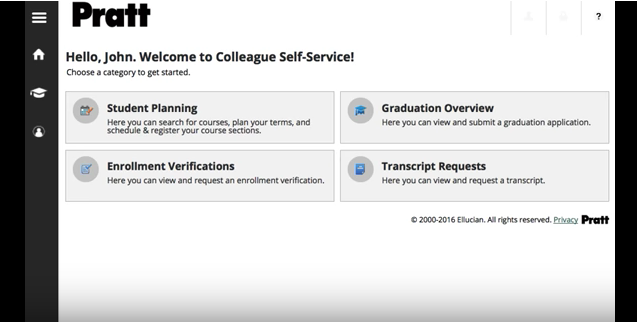 Pratt
?
Hello, John. Welcome to Colleague Self-Service!
Choose a category to get started.
Student Planning
Here you can search for courses, plan your terms, and
schedule & register your course sections.
Graduation Overview
Here you can view and submit a graduation application.
Enrollment Verifications
Here you can view and request an enrollment verification.
Transcript Requests
Here you can view and request a transcript.
© 2000-2016 Ellucian. All rights reserved. Privacy Pratt